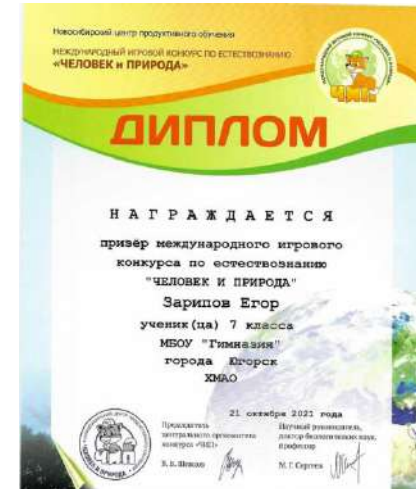 Новосибирский центр продуктивного обучения
МЕЖДУНАРОДНЫЙ ИГРОВОЙ КОНКУРС ПО ЕСТЕСТВОЗНАНИЮ
«ЧЕЛОВЕК и ПРИРОДА»
ЧИП
ДИПЛОМ
НАГРАЖДАЕТСЯ
призёр международного игрового
конкурса по естествознанию
"ЧЕЛОВЕК И ПРИРОДА"
Зарипов Егор
ученик(ца) 7 класса
МБОУ "Гимназия"
города Югорск
ХМАО
21 октября 2021 года
Председатель
центрального оргкомитета
конкурса «ЧИП»
Научный руководитель,
доктор биологических наук,
профессор
М. Г. Сергеев